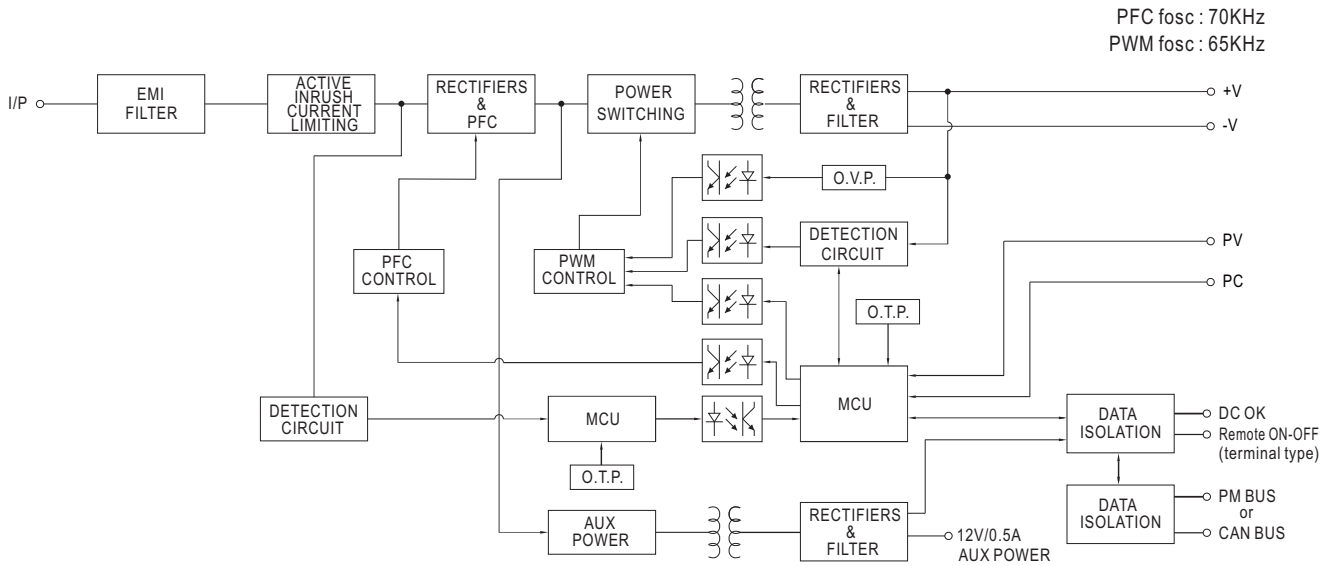 PFC fosc : 70KHz
PWM fosc : 65KHz
I/P
EMI
FILTER
ACTIVE
INRUSH
CURRENT
LIMITING
RECTIFIERS
&
PFC
POWER
SWITCHING
RECTIFIERS
&
FILTER
+V
-V
O.V.P.
DETECTION
CIRCUIT
PFC
CONTROL
PWM
CONTROL
PV
PC
O.T.P.
MCU
DETECTION
CIRCUIT
MCU
O.T.P.
DATA
ISOLATION
DC OK
Remote ON-OFF
(terminal type)
DATA
ISOLATION
PM BUS
or
CAN BUS
AUX
POWER
RECTIFIERS
&
FILTER
12V/0.5A
AUX POWER